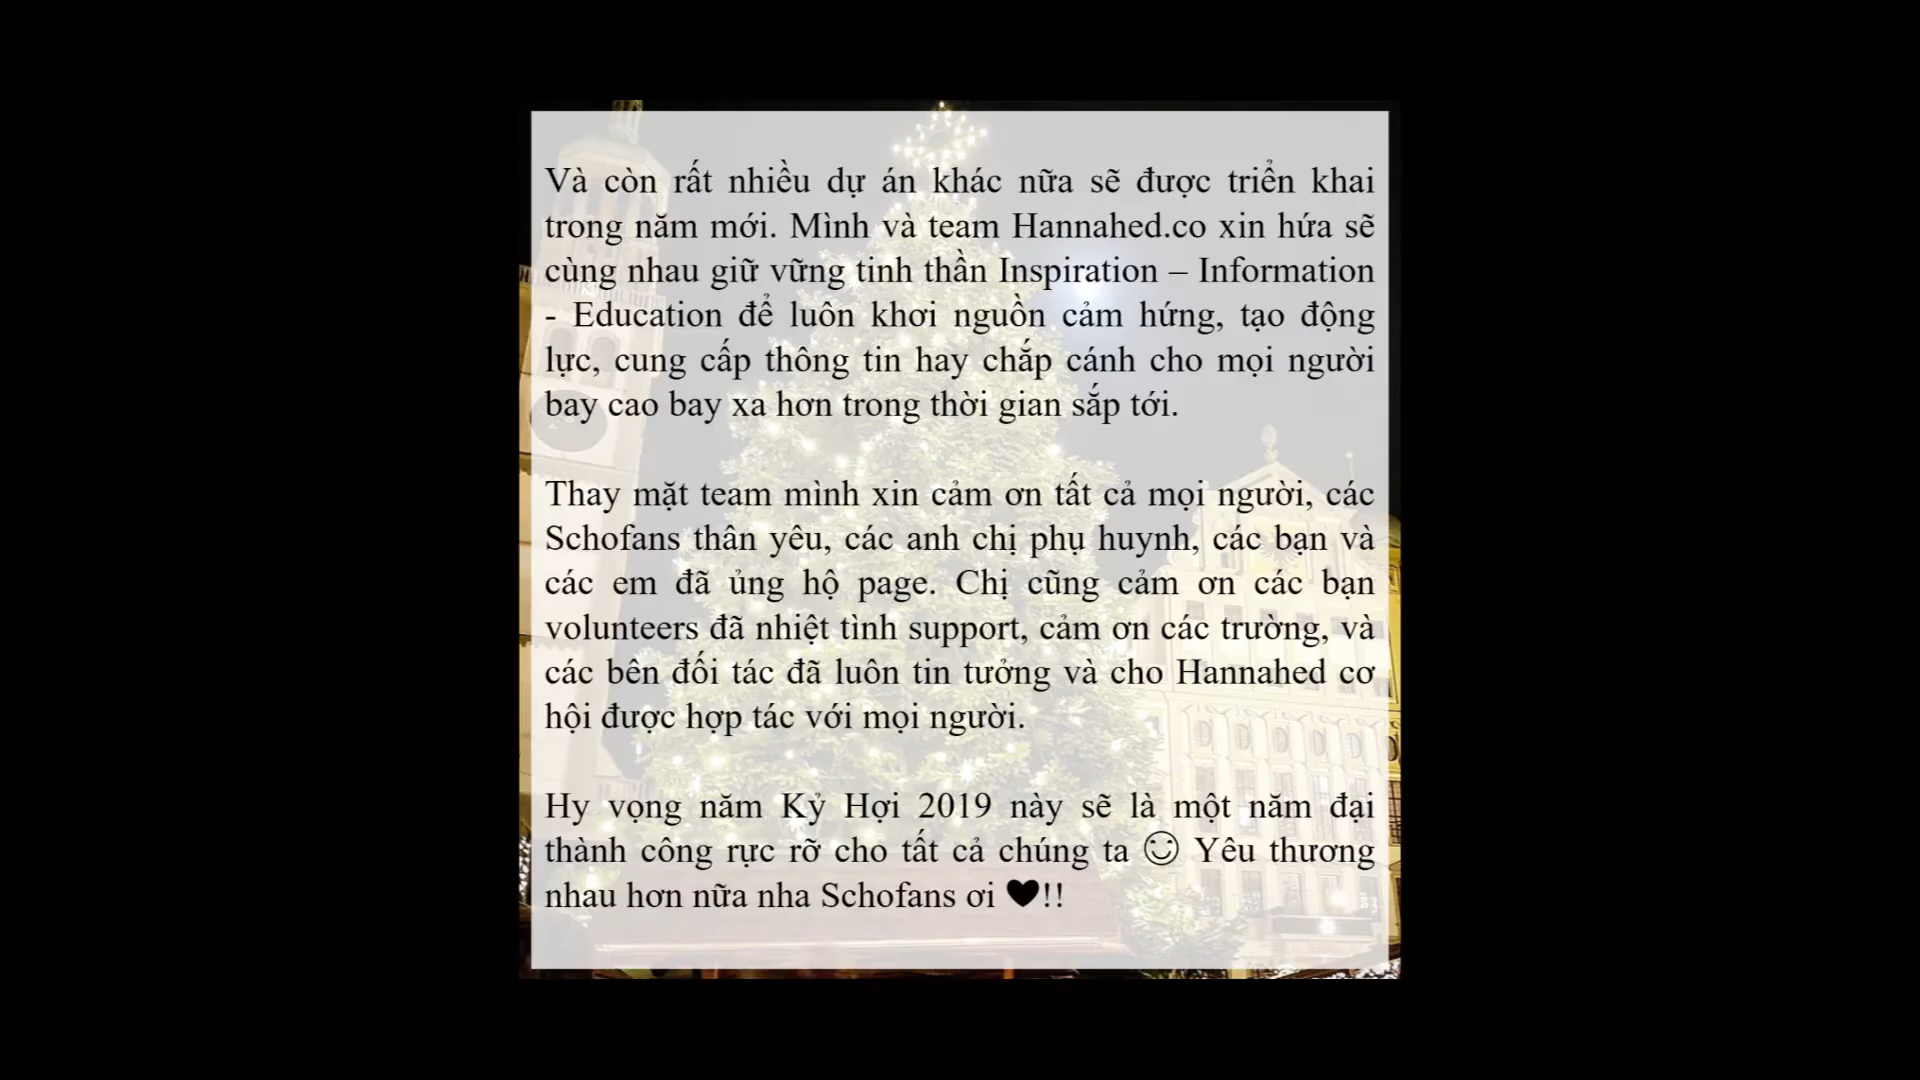 Và còn rất nhiều dự án khác nữa sẽ được triển khai
trong năm mới. Mình và team Hannahed.co xin hứa sẽ
cùng nhau giữ vững tinh thần Inspiration – Information
- Education để luôn khơi nguồn cảm hứng, tạo động
lực, cung cấp thông tin hay chắp cánh cho mọi người
bay cao bay xa hơn trong thời gian sắp tới.
Thay mặt team mình xin cảm ơn tất cả mọi người, các
Schofans thân yêu, các anh chị phụ huynh, các bạn và
các em đã ủng hộ page. Chị cũng cảm ơn các bạn
volunteers đã nhiệt tình support, cảm ơn các trường, và
các bên đối tác đã luôn tin tưởng và cho Hannahed cơ
hội được hợp tác với mọi người.
Hy vọng năm Kỷ Hợi 2019 này sẽ là một năm đại
thành công rực rỡ cho tất cả chúng ta ☺ Yêu thương
nhau hơn nữa nha Schofans ơi ♥!!